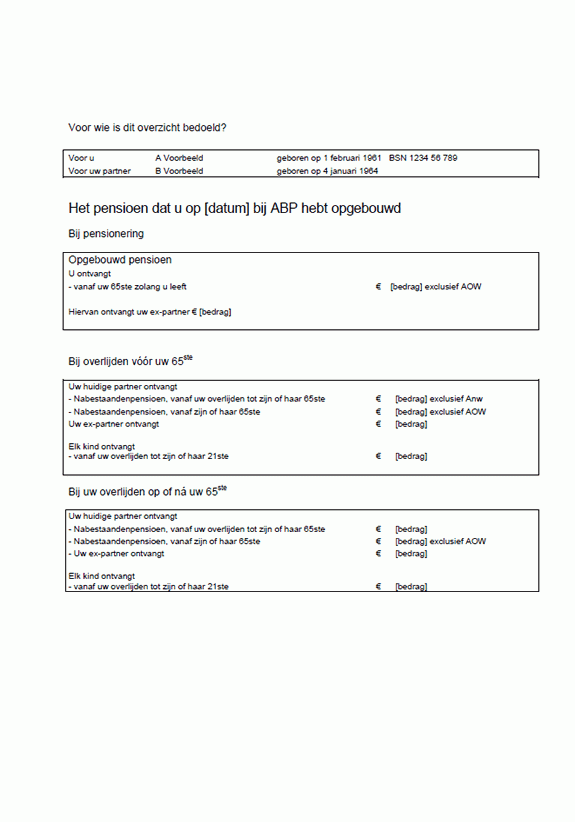 Voor wie is dit overzicht bedoeld?
Voor u A Voorbeeld geboren op 1 februari 1961 BSN 1234 56 789
Voor uw partner B Voorbeeld geboren op 4 januari 1964
Het pensioen dat u op [datum] bij ABP hebt opgebouwd
Bij pensionering
Opgebouwd pensioen
U ontvangt
- vanaf uw 65ste zolang u leeft € [bedrag] exclusief AOW
Hiervan ontvangt uw ex-partner € [bedrag]
Bij overlijden vóór uw 65ste
Uw huidige partner ontvangt
- Nabestaandenpensioen, vanaf uw overlijden tot zijn of haar 65ste € [bedrag] exclusief Anw
- Nabestaandenpensioen, vanaf zijn of haar 65ste € [bedrag] exclusief AOW
Uw ex-partner ontvangt € [bedrag]
Elk kind ontvangt
- vanaf uw overlijden tot zijn of haar 21ste € [bedrag]
Bij uw overlijden op of ná uw 65ste
Uw huidige partner ontvangt
- Nabestaandenpensioen, vanaf uw overlijden tot zijn of haar 65ste € [bedrag]
- Nabestaandenpensioen, vanaf zijn of haar 65ste € [bedrag] exclusief AOW
- Uw ex-partner ontvangt € [bedrag]
Elk kind ontvangt
- vanaf uw overlijden tot zijn of haar 21ste € [bedrag]